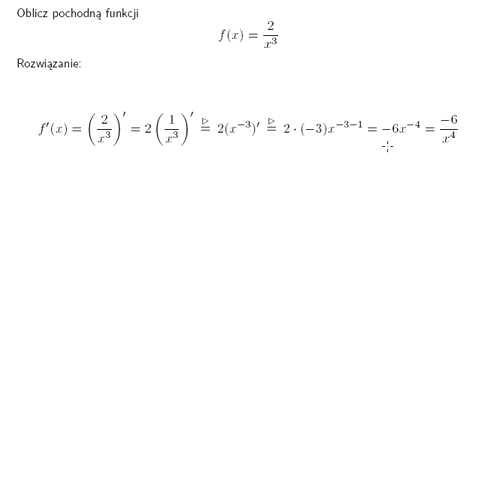 Oblicz pochodną funkcji
f(x) = 2/x³
Rozwiązanie:
f′(x) = (2/x³)′ = 2(1/x³)′ ▷= 2(x⁻³)′ ▷= 2 · (−3)x⁻³⁻¹ = −6x⁻⁴ = −6/x⁴